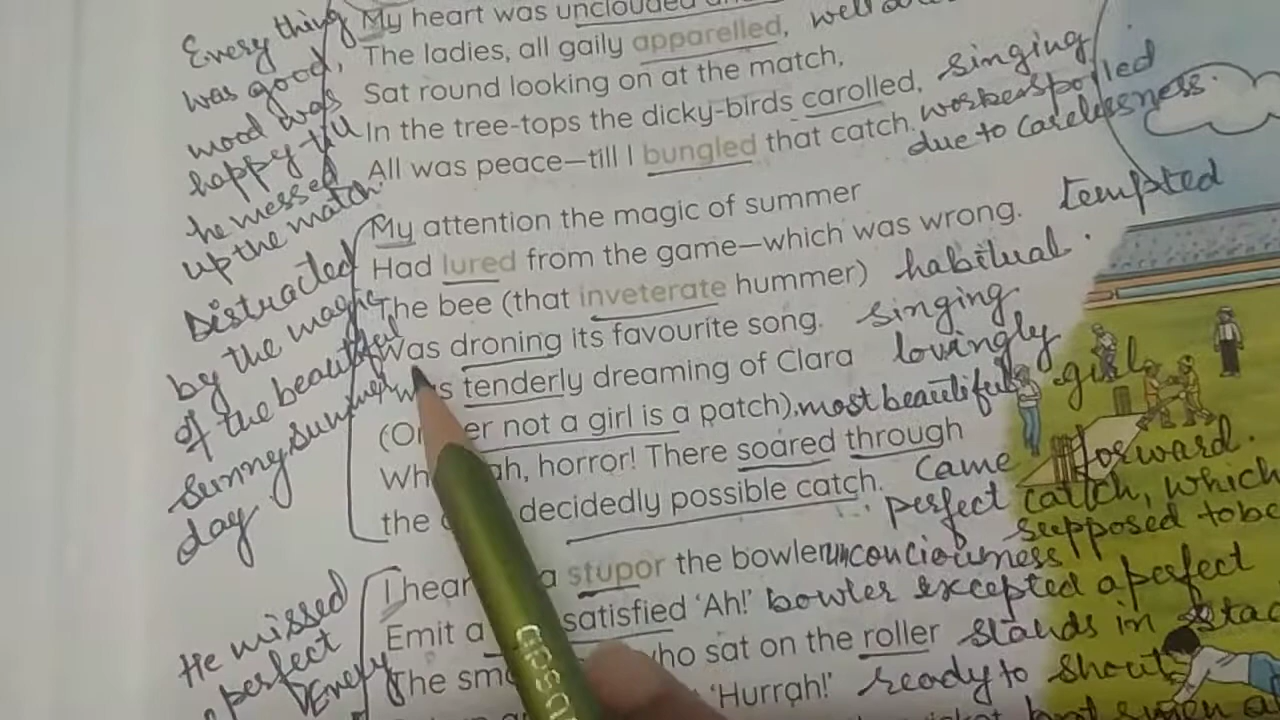 My heart was unclouded
The ladies, all gaily apparelled,
Sat round looking on at the match,
In the tree-tops the dicky-birds carolled,
All was peace—till I bungled that catch.
My attention the magic of summer
Had lured from the game—which was wrong.
The bee (that inveterate hummer)
Was droning its favourite song.
was tenderly dreaming of Clara
not a girl is a patch),
ah, horror! There soared through
the decidedly possible catch.
I hear a stupor the bowler
Emit a satisfied 'Ah!'
The who sat on the roller
'Hurrah!'
Every thing
was good,
mood was
happy till
he messed
up the match
Distracted
by the magic
of the beautiful
sunny summer
day
He missed
perfect
Every
well
singing
spoiled
due to carelessness.
tempted
habitual.
singing
lovingly
most beautiful girl
Came forward.
perfect catch, which
supposed to be
unconciousness
bowler excepted a perfect
stands in
ready to shout
apsara